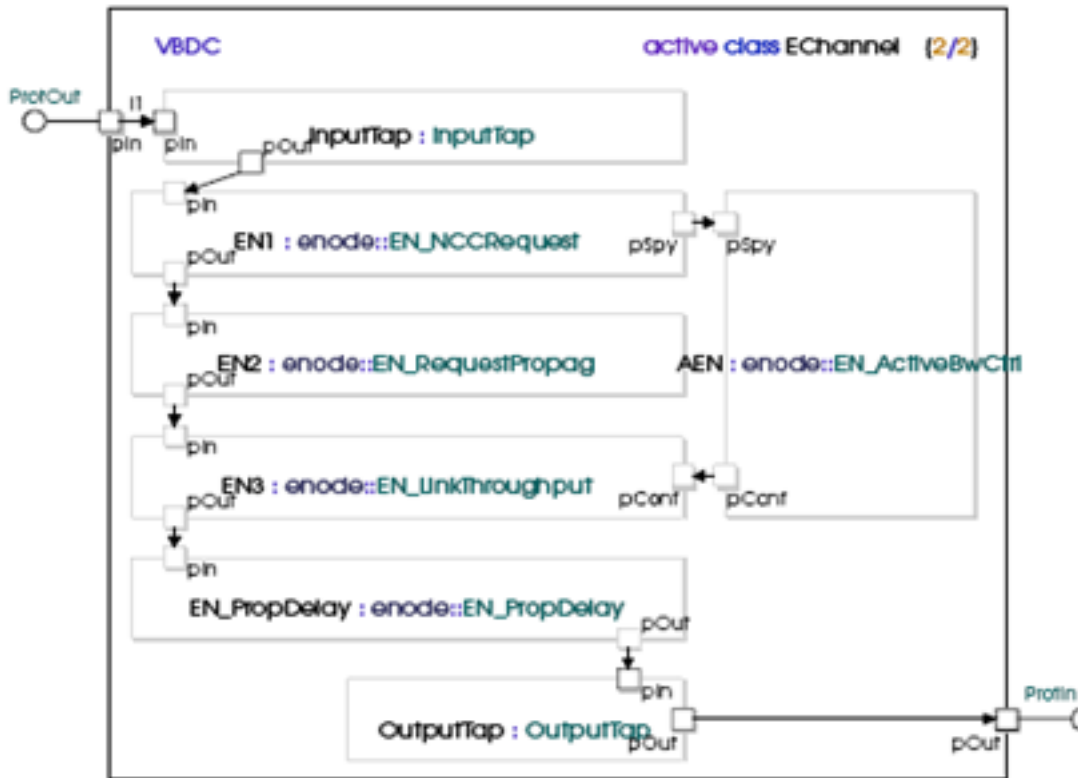 VBDC
active class EChannel {2/2}
ProtOut
l1
pIn
pIn
InputTap : InputTap
pOut
pIn
EN1 : enode::EN_NCCRequest
pSpy
pSpy
pOut
pIn
EN2 : enode::EN_RequestPropag
AEN : enode::EN_ActiveBwCtrl
pOut
pIn
EN3 : enode::EN_LinkThroughput
pConf
pConf
pOut
pIn
EN_PropDelay : enode::EN_PropDelay
pOut
pIn
ProtIn
OutputTap : OutputTap
pOut
pOut